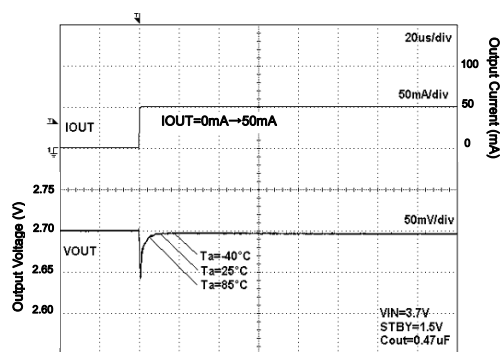 20us/div
100
50mA/div
50
IOUT
IOUT=0mA→50mA
0
Output Current (mA)
2.75
50mV/div
2.70
VOUT
Ta=-40°C
Ta=25°C
Ta=85°C
2.65
2.60
Output Voltage (V)
VIN=3.7V
STBY=1.5V
Cout=0.47uF